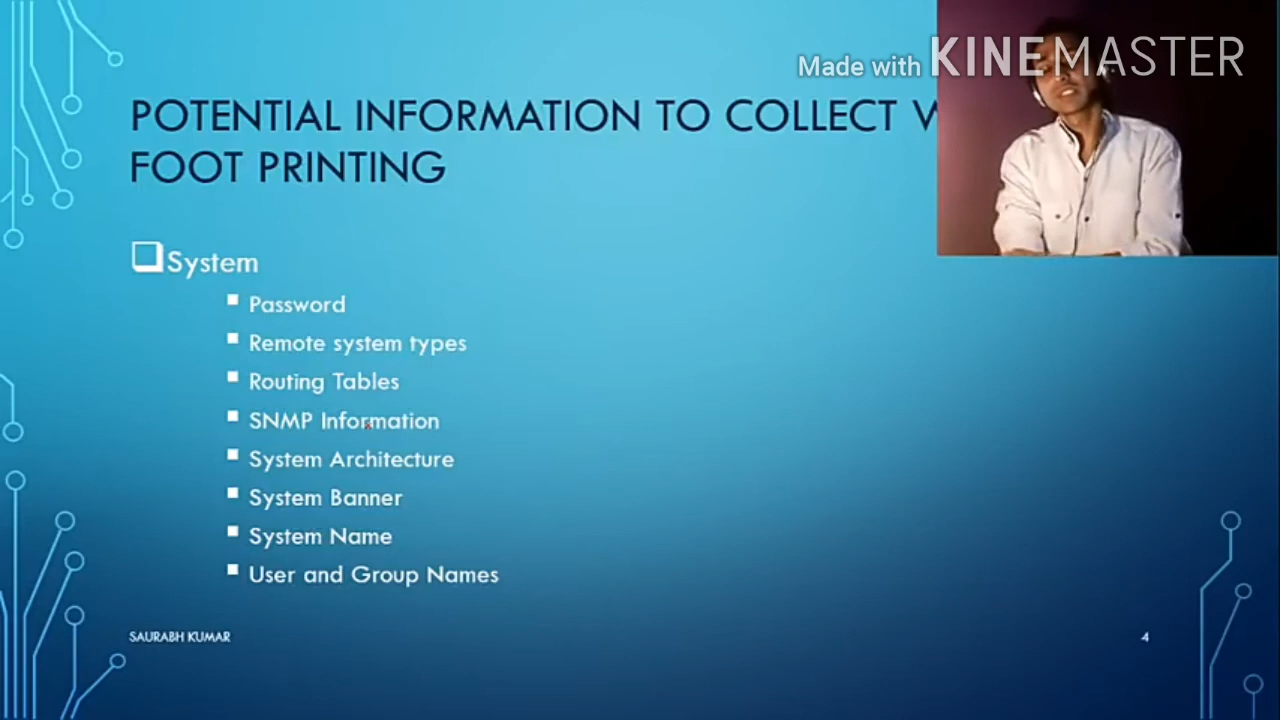 Made with KINEMASTER
POTENTIAL INFORMATION TO COLLECT
FOOT PRINTING
System
Password
Remote system types
Routing Tables
SNMP Information
System Architecture
System Banner
System Name
User and Group Names
SAURABH KUMAR
4